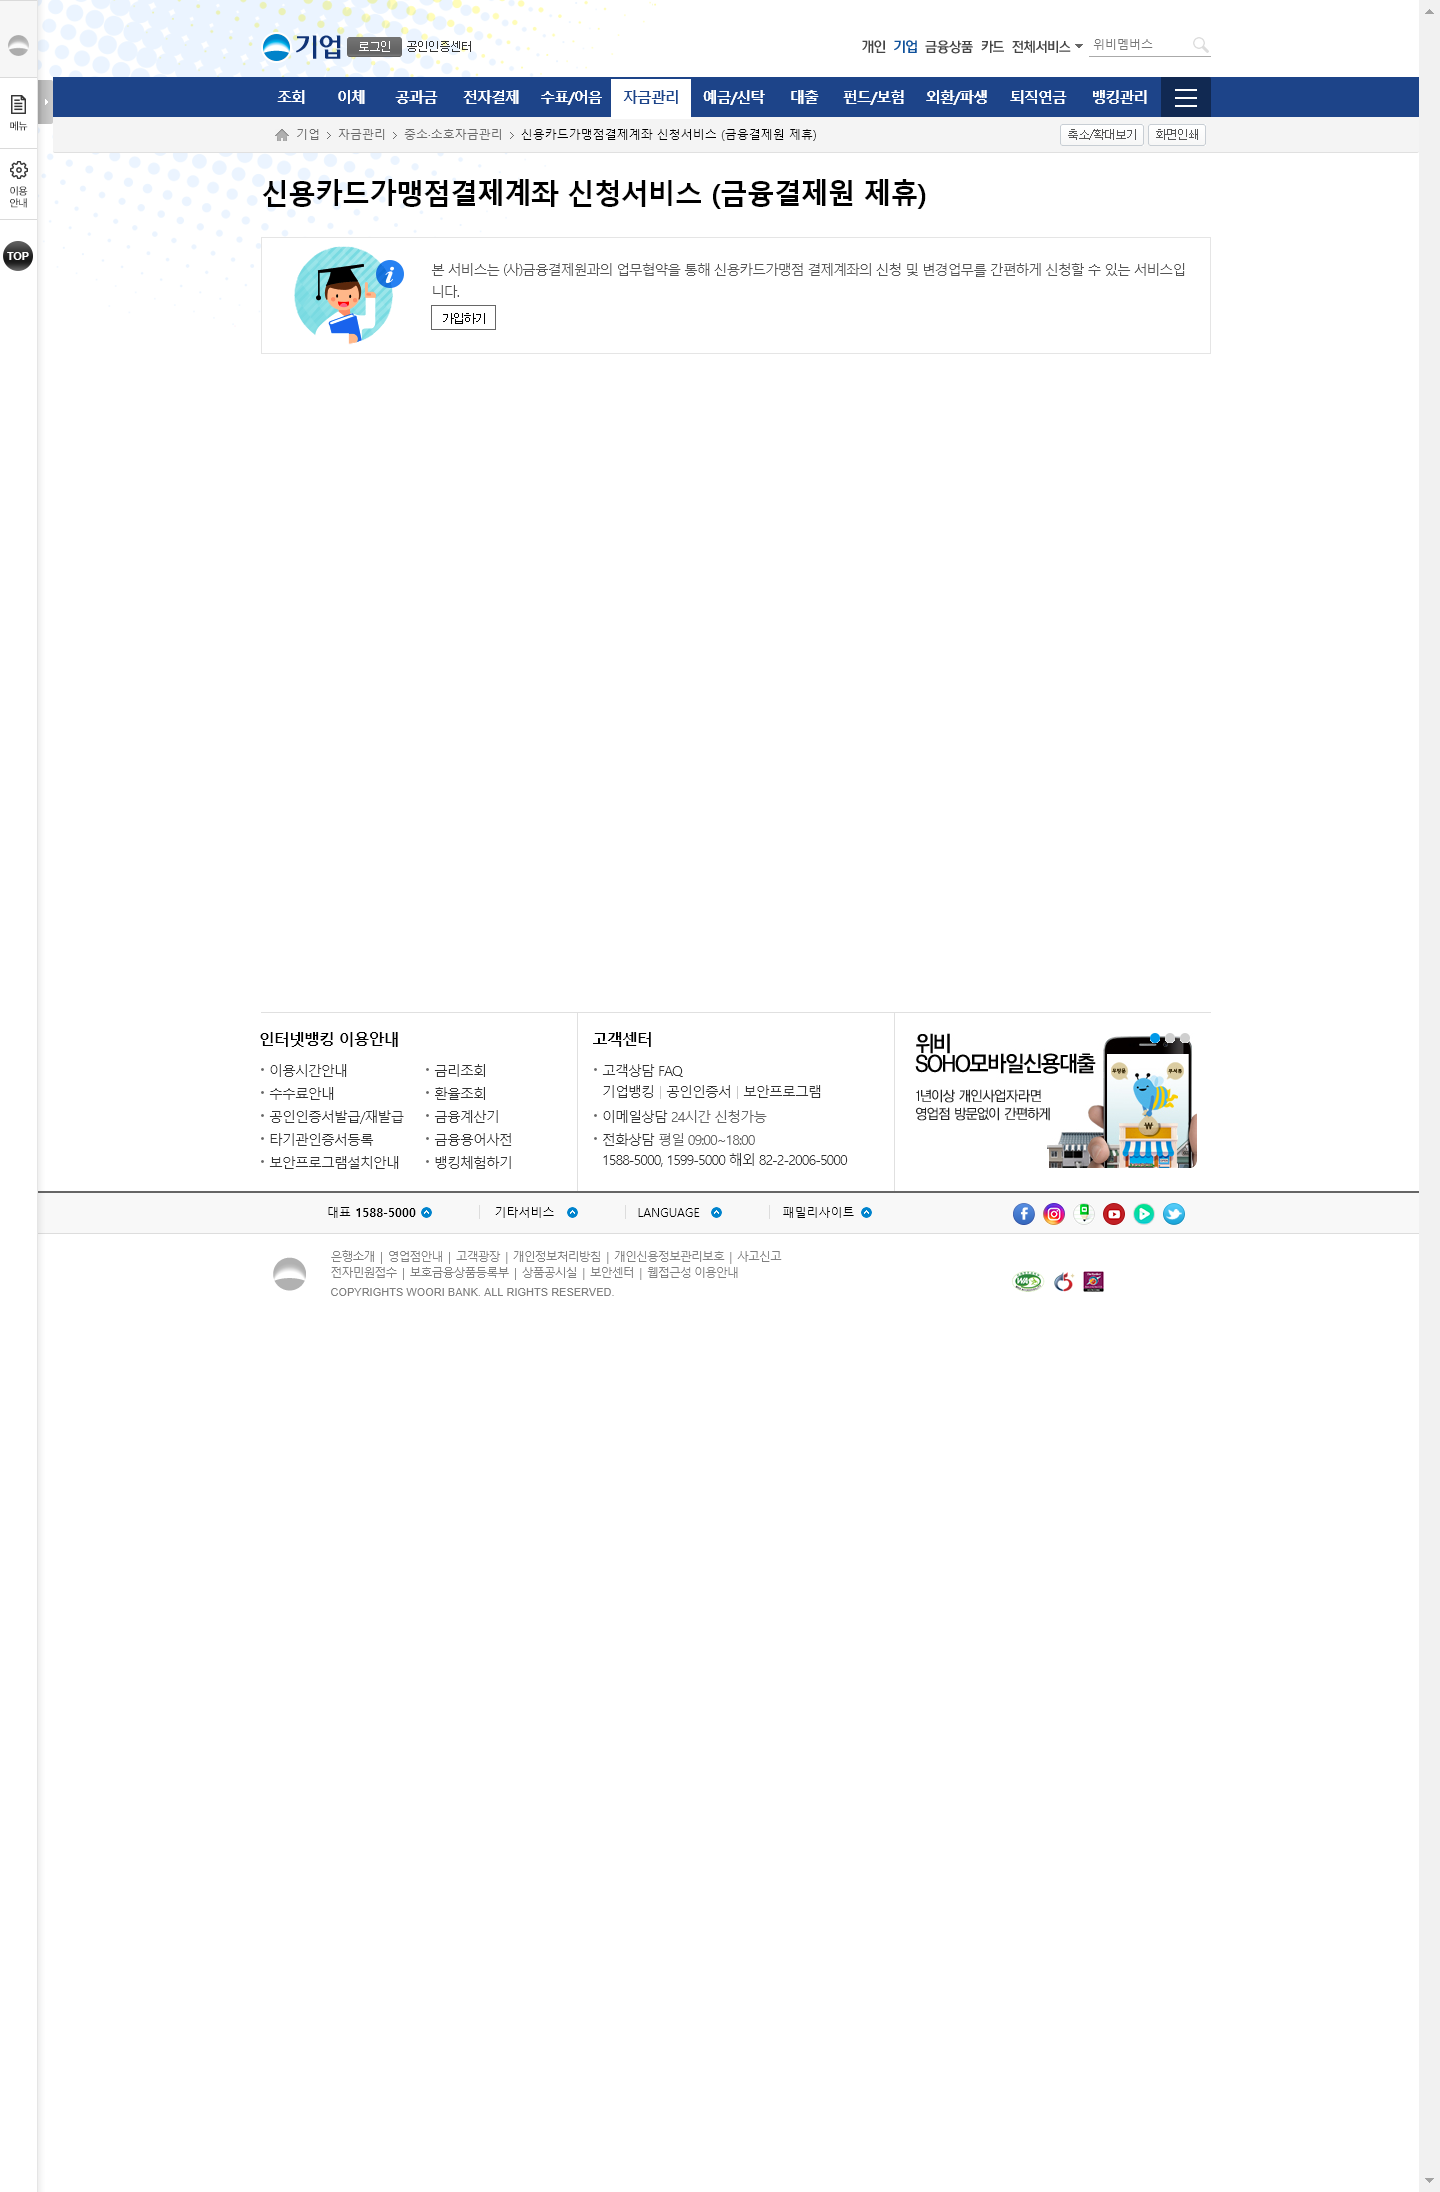 기업 로그인 공인인증센터
개인 기업 금융상품 카드 전체서비스 위비멤버스
조회 이체 공과금 전자결제 수표/어음 자금관리 예금/신탁 대출 펀드/보험 외환/파생 퇴직연금 뱅킹관리
메뉴
이용
안내
TOP
기업 > 자금관리 > 중소·소호자금관리 > 신용카드가맹점결제계좌 신청서비스 (금융결제원 제휴)
축소/확대보기 화면인쇄
신용카드가맹점결제계좌 신청서비스 (금융결제원 제휴)
본 서비스는 (사)금융결제원과의 업무협약을 통해 신용카드가맹점 결제계좌의 신청 및 변경업무를 간편하게 신청할 수 있는 서비스입
니다.
가입하기
인터넷뱅킹 이용안내
이용시간안내
수수료안내
공인인증서발급/재발급
타기관인증서등록
보안프로그램설치안내
금리조회
환율조회
금융계산기
금융용어사전
뱅킹체험하기
고객센터
고객상담 FAQ
기업뱅킹 | 공인인증서 | 보안프로그램
이메일상담 24시간 신청가능
전화상담 평일 09:00~18:00
1588-5000, 1599-5000 해외 82-2-2006-5000
위비
SOHO모바일신용대출
1년이상 개인사업자라면
영업점 방문없이 간편하게
대표 1588-5000 기타서비스 LANGUAGE 패밀리사이트
은행소개 | 영업점안내 | 고객광장 | 개인정보처리방침 | 개인신용정보관리보호 | 사고신고
전자민원접수 | 보호금융상품등록부 | 상품공시실 | 보안센터 | 웹접근성 이용안내
COPYRIGHTS WOORI BANK. ALL RIGHTS RESERVED.